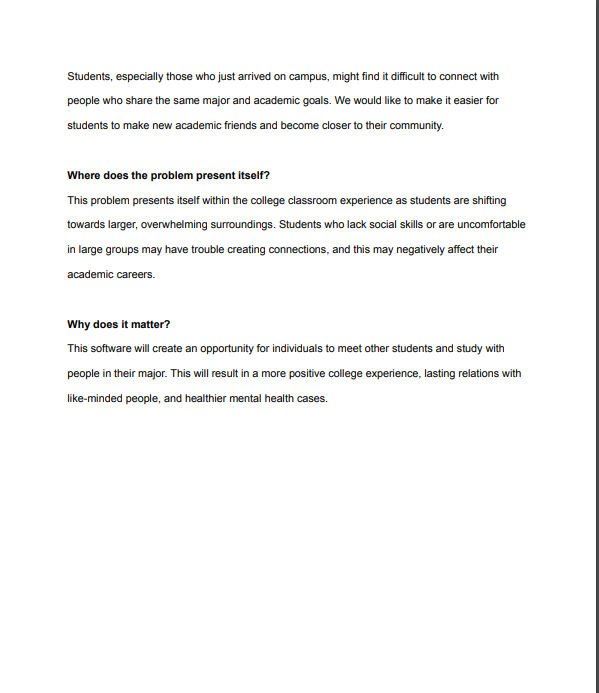 Students, especially those who just arrived on campus, might find it difficult to connect with
people who share the same major and academic goals. We would like to make it easier for
students to make new academic friends and become closer to their community.
Where does the problem present itself?
This problem presents itself within the college classroom experience as students are shifting
towards larger, overwhelming surroundings. Students who lack social skills or are uncomfortable
in large groups may have trouble creating connections, and this may negatively affect their
academic careers.
Why does it matter?
This software will create an opportunity for individuals to meet other students and study with
people in their major. This will result in a more positive college experience, lasting relations with
like-minded people, and healthier mental health cases.